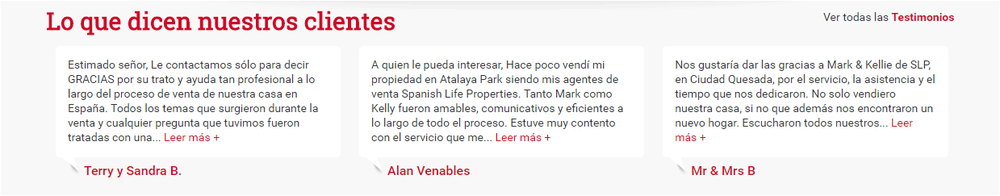 Lo que dicen nuestros clientes
Ver todas las Testimonios
Estimado señor, Le contactamos sólo para decir
GRACIAS por su trato y ayuda tan profesional a lo
largo del proceso de venta de nuestra casa en
España. Todos los temas que surgieron durante la
venta y cualquier pregunta que tuvimos fueron
tratadas con una... Leer más +
Terry y Sandra B.
A quien le pueda interesar, Hace poco vendí mi
propiedad en Atalaya Park siendo mis agentes de
venta Spanish Life Properties. Tanto Mark como
Kelly fueron amables, comunicativos y eficientes a
lo largo de todo el proceso. Estuve muy contento
con el servicio que me... Leer más +
Alan Venables
Nos gustaría dar las gracias a Mark & Kellie de SLP,
en Ciudad Quesada, por el servicio, la asistencia y el
tiempo que nos dedicaron. No solo vendiero
nuestra casa, si no que además nos encontraron un
nuevo hogar. Escucharon todos nuestros... Leer
más +
Mr & Mrs B